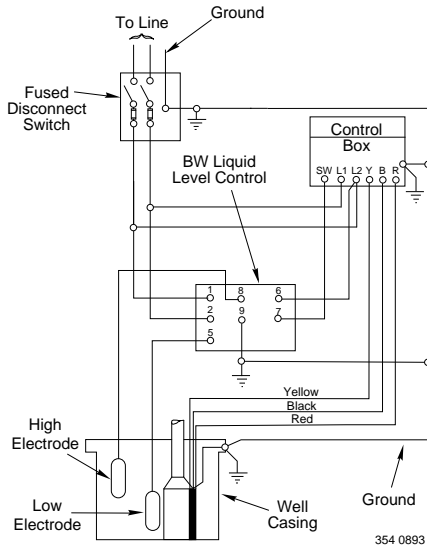 To Line
Ground
Fused
Disconnect
Switch
Control
Box
BW Liquid
Level Control
SW L1 L2 Y B R
1 8 6
2 9 7
5
Yellow
Black
Red
High
Electrode
Low
Electrode
Well
Casing
Ground
354 0893